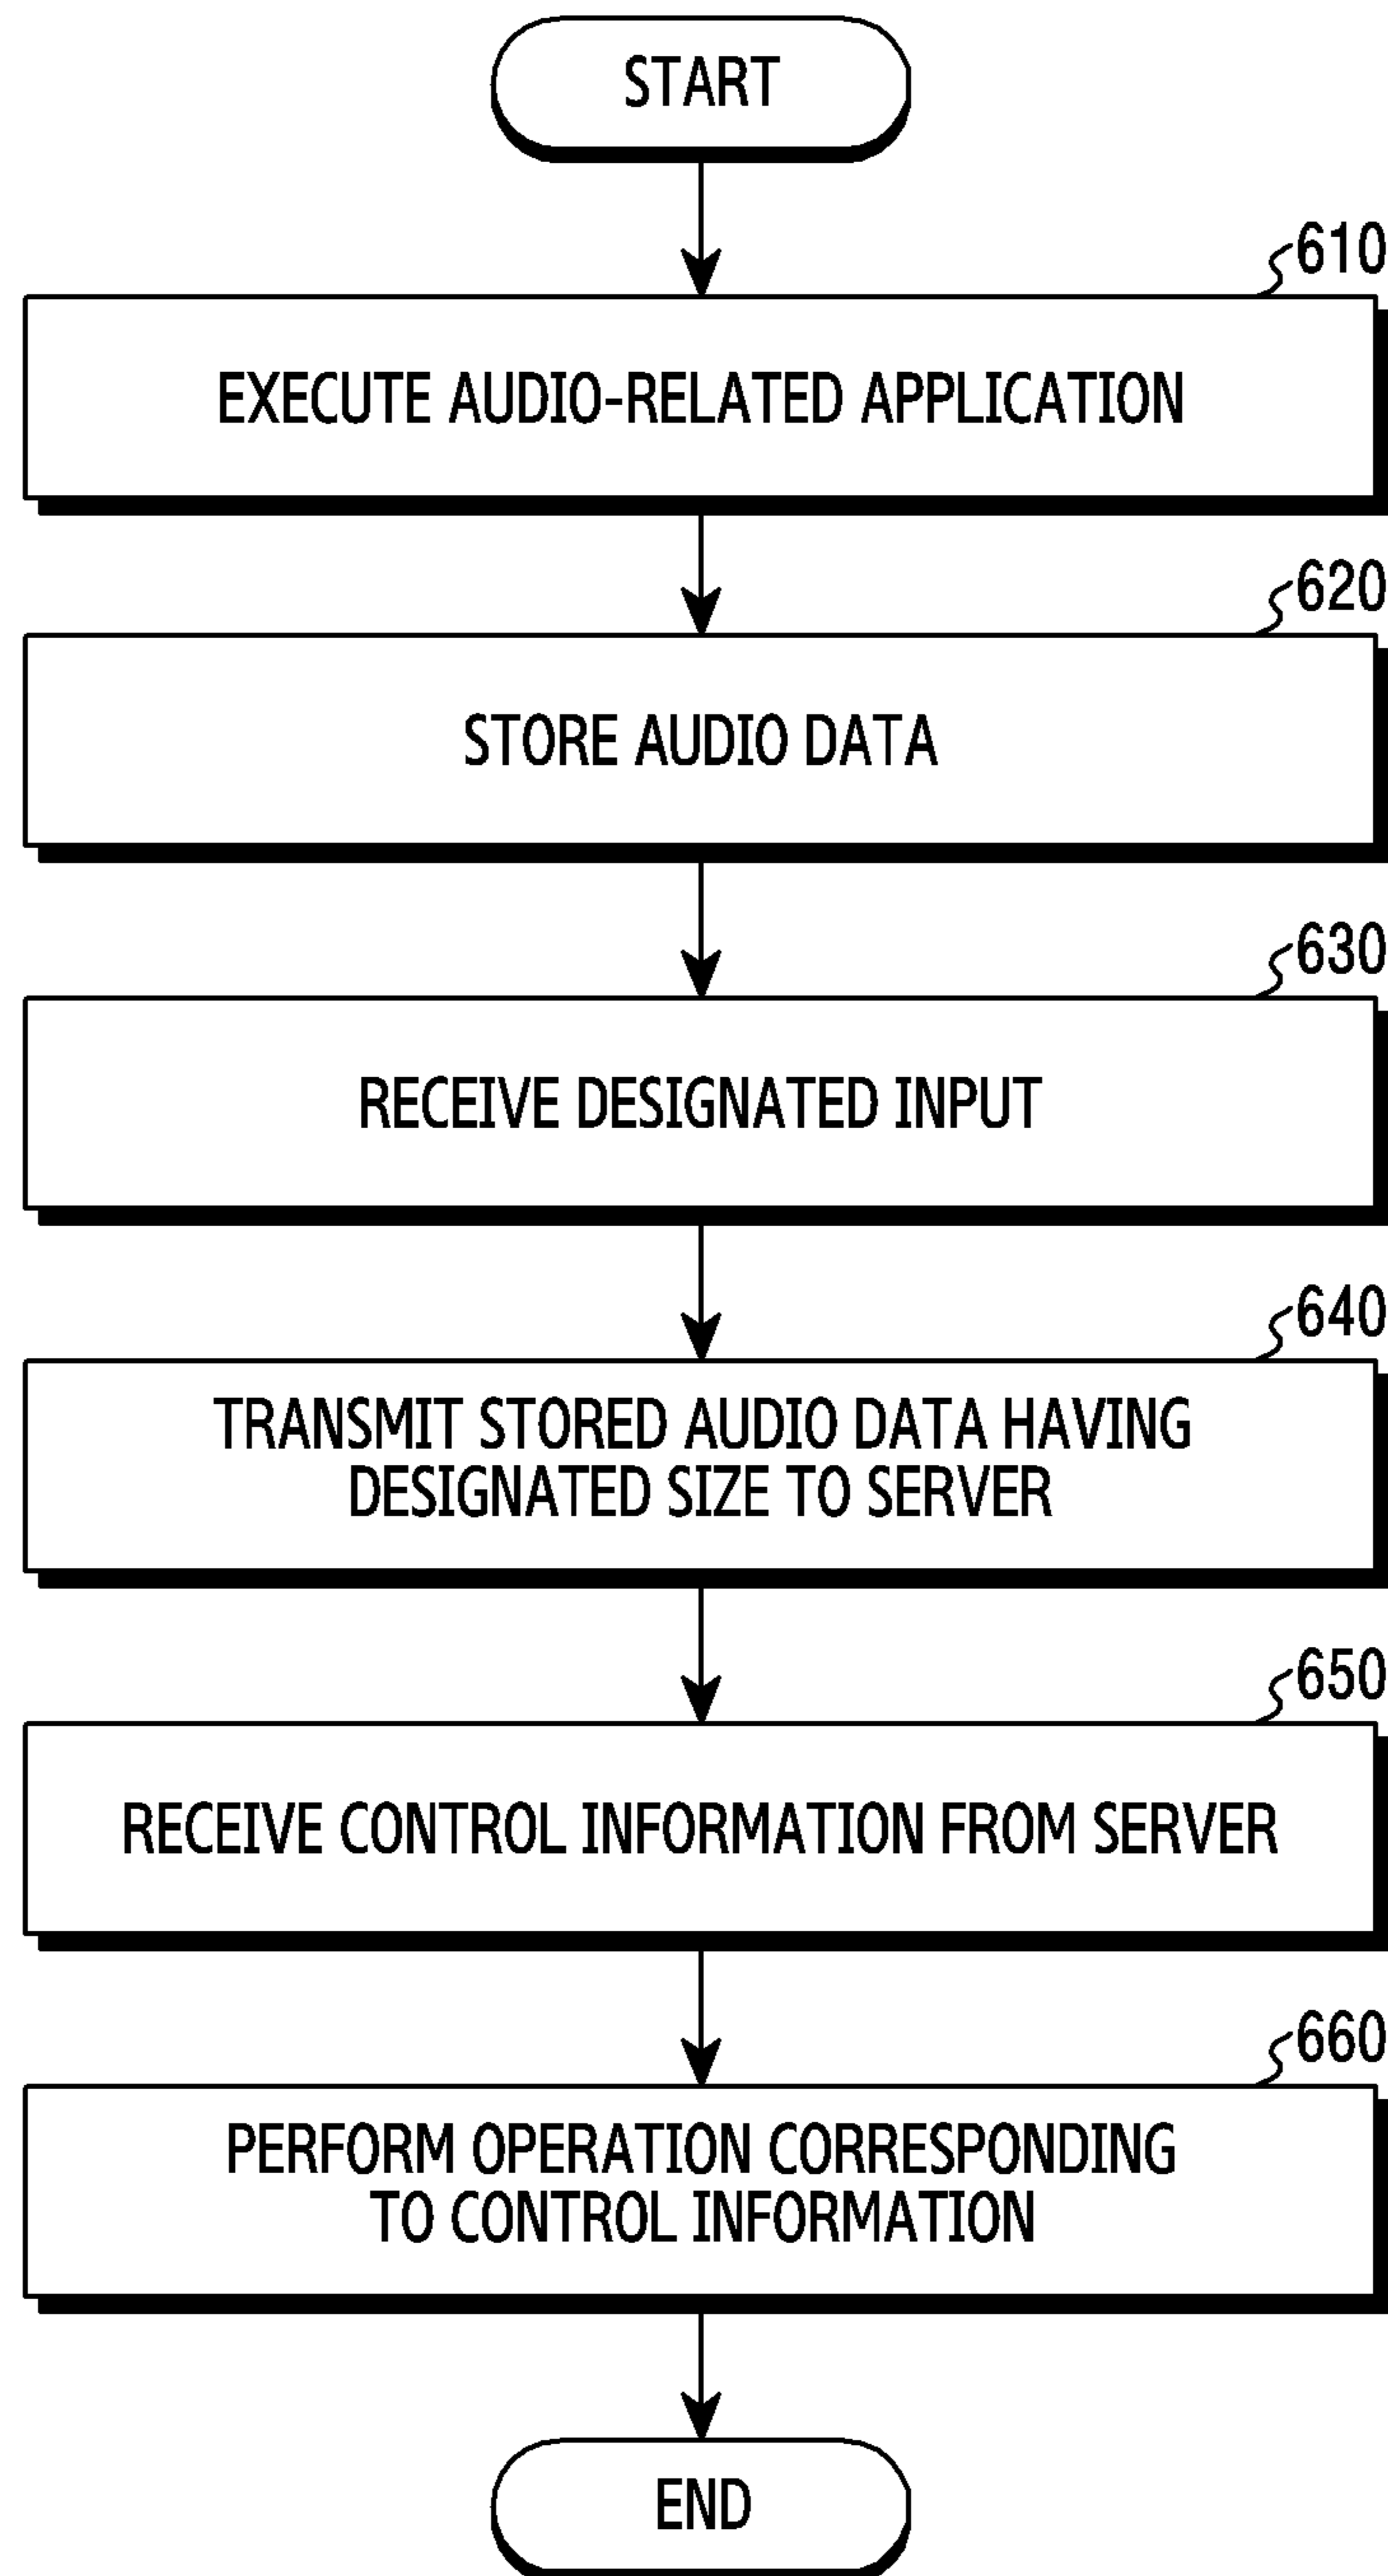 START
610
EXECUTE AUDIO-RELATED APPLICATION
620
STORE AUDIO DATA
630
RECEIVE DESIGNATED INPUT
640
TRANSMIT STORED AUDIO DATA HAVING
DESIGNATED SIZE TO SERVER
650
RECEIVE CONTROL INFORMATION FROM SERVER
660
PERFORM OPERATION CORRESPONDING
TO CONTROL INFORMATION
END